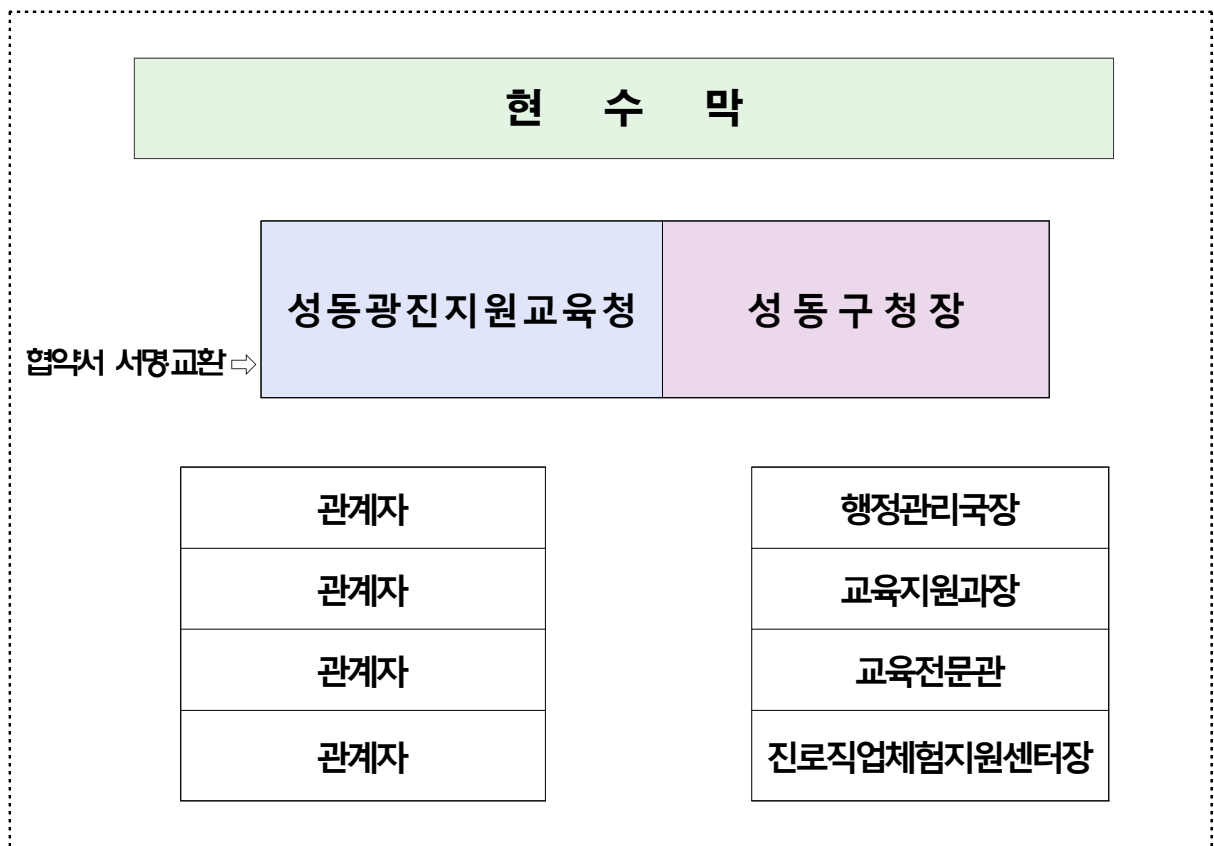 현 수 막
성동광진지원교육청 성동구청장
협약서 서명교환 ⇨
관계자 행정관리국장
관계자 교육지원과장
관계자 교육전문관
관계자 진로직업체험지원센터장